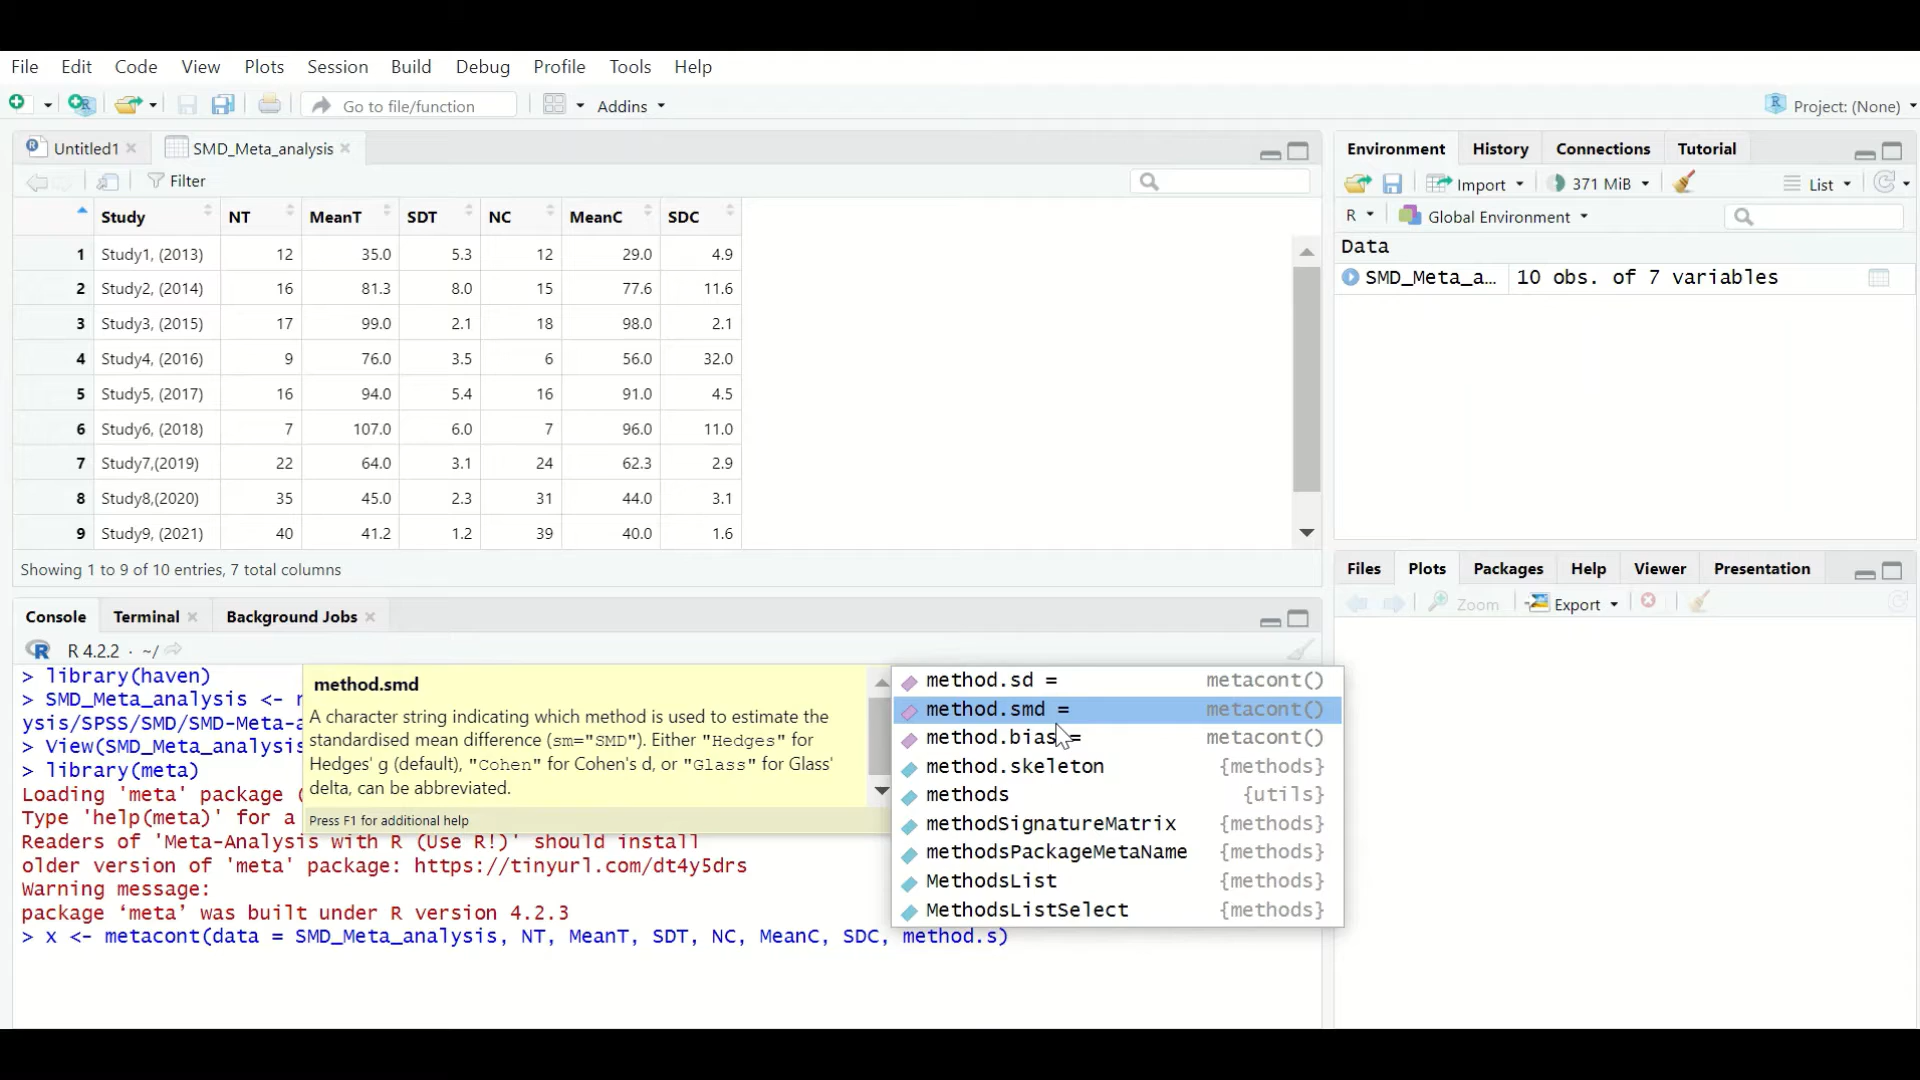 File Edit Code View Plots Session Build Debug Profile Tools Help
Go to file/function Addins Project: (None)
Untitled1 SMD_Meta_analysis
Filter
Study NT MeanT SDT NC MeanC SDC
1 Study1, (2013) 12 35.0 5.3 12 29.0 4.9
2 Study2, (2014) 16 81.3 8.0 15 77.6 11.6
3 Study3, (2015) 17 99.0 2.1 18 98.0 2.1
4 Study4, (2016) 9 76.0 3.5 6 56.0 32.0
5 Study5, (2017) 16 94.0 5.4 16 91.0 4.5
6 Study6, (2018) 7 107.0 6.0 7 96.0 11.0
7 Study7,(2019) 22 64.0 3.1 24 62.3 2.9
8 Study8,(2020) 35 45.0 2.3 31 44.0 3.1
9 Study9, (2021) 40 41.2 1.2 39 40.0 1.6
Showing 1 to 9 of 10 entries, 7 total columns
Environment History Connections Tutorial
Import 371 MiB List
R Global Environment
Data
SMD_Meta_a… 10 obs. of 7 variables
Files Plots Packages Help Viewer Presentation
Zoom Export
Console Terminal Background Jobs
R 4.2.2 · ~/
> library(haven)
> SMD_Meta_analysis <- r
ysis/SPSS/SMD/SMD-Meta-a
> View(SMD_Meta_analysis
> library(meta)
Loading 'meta' package (
Type 'help(meta)' for a
Readers of 'Meta-Analysis with R (Use R!)' should install
older version of 'meta' package: https://tinyurl.com/dt4y5drs
Warning message:
package ‘meta’ was built under R version 4.2.3
> x <- metacont(data = SMD_Meta_analysis, NT, MeanT, SDT, NC, MeanC, SDC, method.s)
method.smd
A character string indicating which method is used to estimate the
standardised mean difference (sm="SMD"). Either "Hedges" for
Hedges' g (default), "Cohen" for Cohen's d, or "Glass" for Glass'
delta, can be abbreviated.
Press F1 for additional help
method.sd = metacont()
method.smd = metacont()
method.bias = metacont()
method.skeleton {methods}
methods {utils}
methodSignatureMatrix {methods}
methodsPackageMetaName {methods}
MethodsList {methods}
MethodsListSelect {methods}